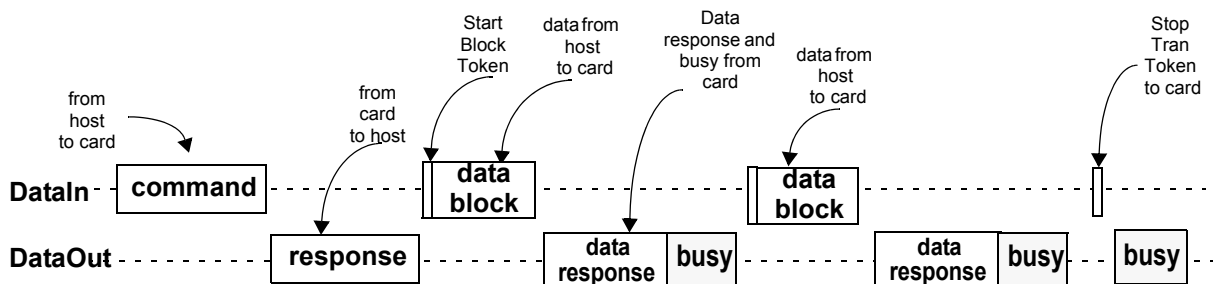 Start
Block
Token
data from
host
to card
Data
response and
busy from
card
data from
host
to card
Stop
Tran
Token
to card
from
host
to card
from
card
to host
DataIn
command
data
block
data
block
DataOut
response
data
response
busy
data
response
busy
busy